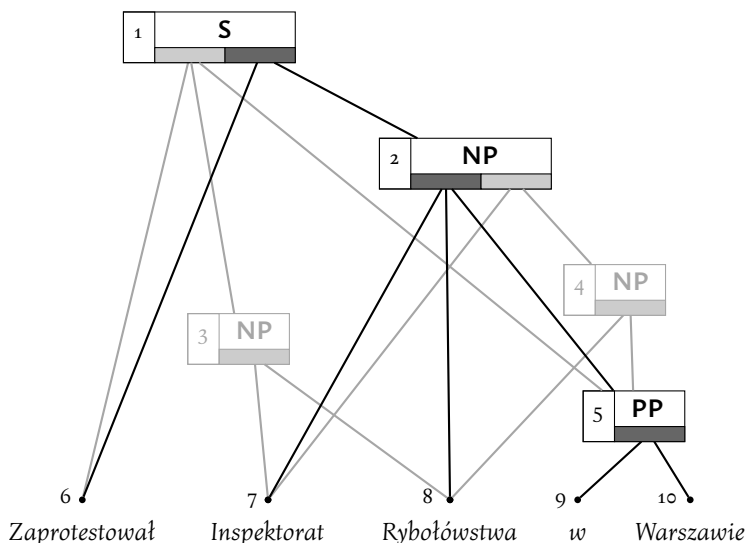 1 S
2 NP
4 NP
3 NP
5 PP
6 7 8 9 10
Zaprotestował Inspektorat Rybołówstwa w Warszawie